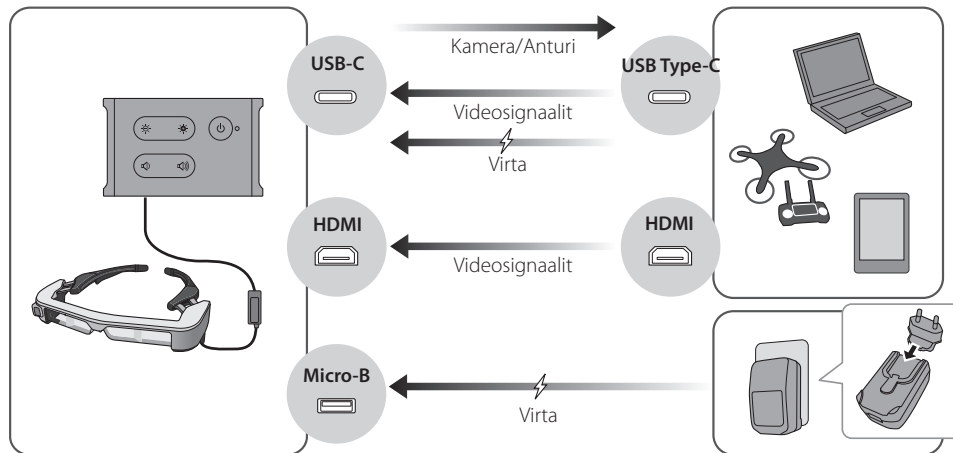 Kamera/Anturi
USB-C
USB Type-C
Videosignaalit
Virta
HDMI
HDMI
Videosignaalit
Micro-B
Virta